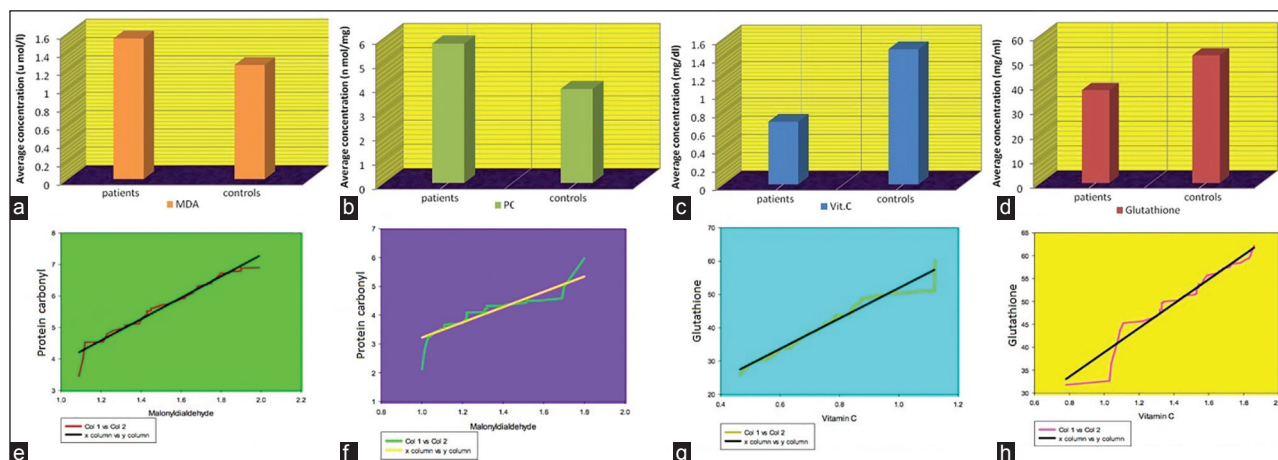 a
Average concentration (u mol/l)
1.6
1.4
1.2
1
0.8
0.6
0.4
0.2
0
patients
controls
MDA
b
Average concentration (n mol/mg)
6
5
4
3
2
1
0
patients
controls
PC
c
Average concentration (mg/dl)
1.6
1.4
1.2
1
0.8
0.6
0.4
0.2
0
patients
controls
Vit.C
d
Average concentration (mg/ml)
60
50
40
30
20
10
0
patients
controls
Glutathione
e
Protein carbonyl
8
7
6
5
4
3
1.0
1.2
1.4
1.6
1.8
2.0
2.2
Malonyldialdehyde
Col 1 vs Col 2
x column vs y column
f
Protein carbonyl
7
6
5
4
3
2
1
0.8
1.0
1.2
1.4
1.6
1.8
2.0
Malonyldialdehyde
Col 1 vs Col 2
x column vs y column
g
Glutathione
70
60
50
40
30
20
0.4
0.6
0.8
1.0
1.2
Vitamin C
Col 1 vs Col 2
x column vs y column
h
Glutathione
65
60
55
50
45
40
35
30
0.6
0.8
1.0
1.2
1.4
1.6
1.8
Vitamin C
Col 1 vs Col 2
x column vs y column